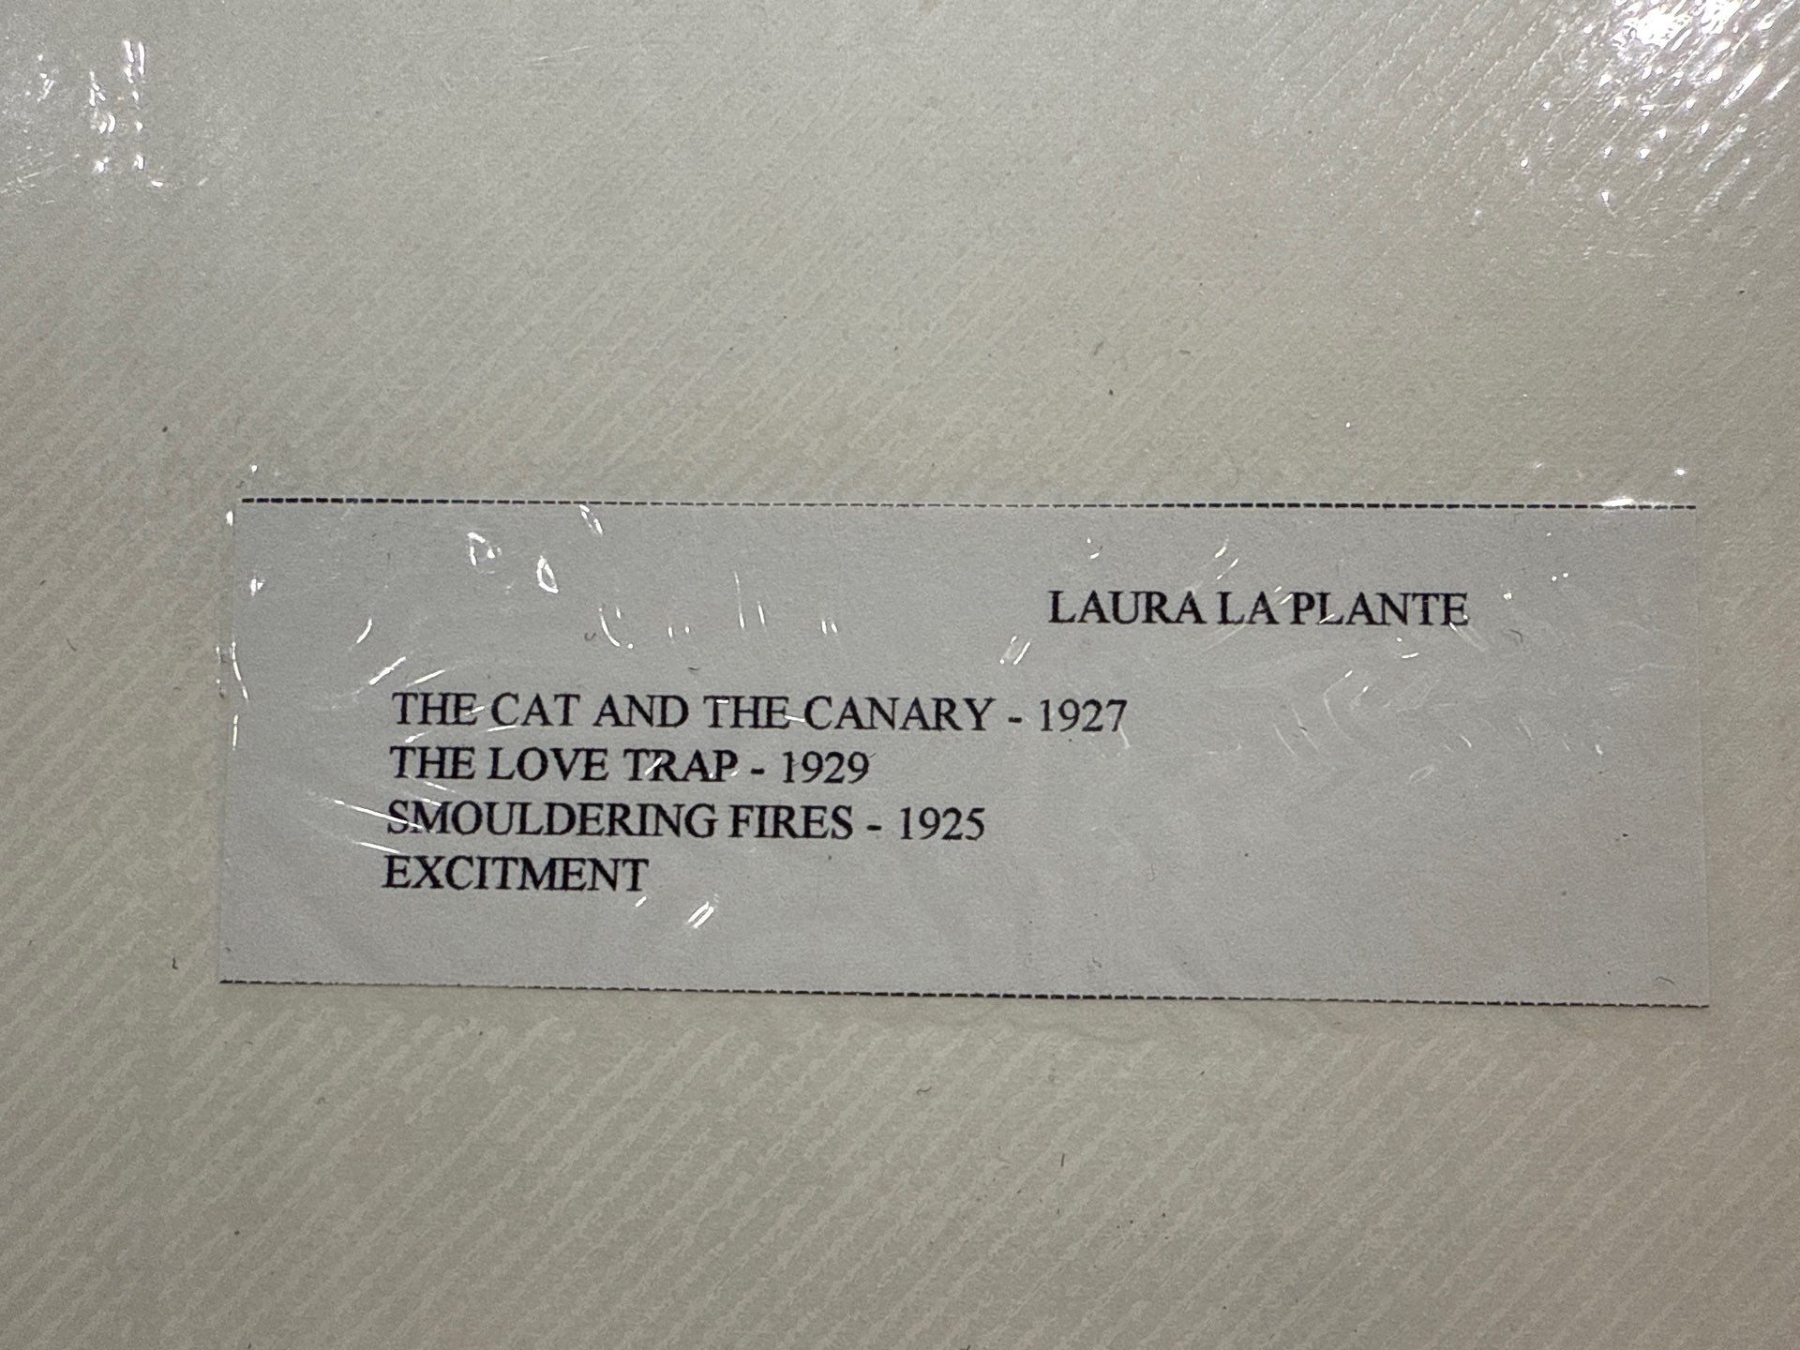 LAURA LA PLANTE
THE CAT AND THE CANARY - 1927
THE LOVE TRAP - 1929
SMOULDERING FIRES - 1925
EXCITMENT